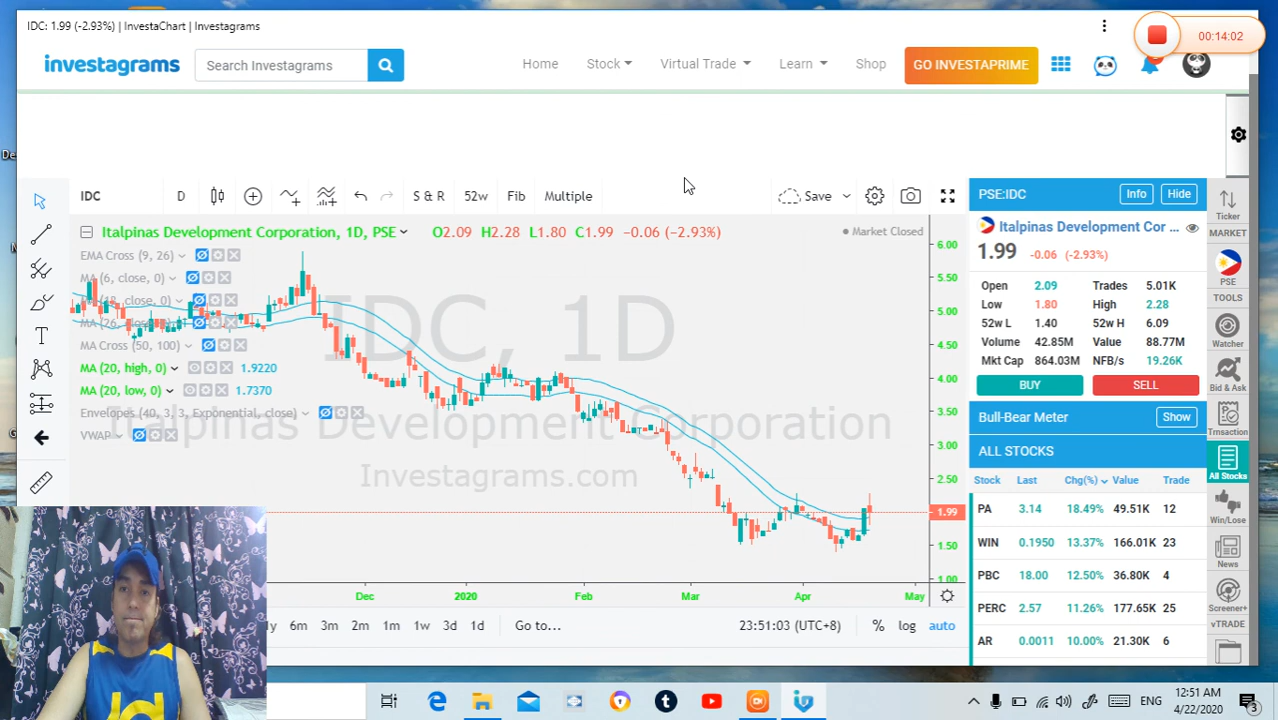 IDC: 1.99 (-2.93%) | InvestaChart | Investagrams
00:14:02
investagrams
Search Investagrams
Home
Stock
Virtual Trade
Learn
Shop
GO INVESTAPRIME
IDC
D
S & R
52w
Fib
Multiple
Save
Italpinas Development Corporation, 1D, PSE
O2.09 H2.28 L1.80 C1.99 −0.06 (−2.93%)
Market Closed
EMA Cross (9, 26)
MA (6, close, 0)
MA (26, close, 0)
MA Cross (50, 100)
MA (20, high, 0) 1.9220
MA (20, low, 0) 1.7370
Envelopes (40, 3, 3, Exponential, close)
VWAP
IDC, 1D
Italpinas Development Corporation
Investagrams.com
6.00
5.50
5.00
4.50
4.00
3.50
3.00
2.50
1.99
1.50
1.00
Dec 2020 Feb Mar Apr May
6m 3m 2m 1m 1w 3d 1d Go to...
23:51:03 (UTC+8)
% log auto
PSE:IDC Info Hide
Italpinas Development Cor ...
1.99 -0.06 (-2.93%)
Open 2.09 Trades 5.01K
Low 1.80 High 2.28
52w L 1.40 52w H 6.09
Volume 42.85M Value 88.77M
Mkt Cap 864.03M NFB/s 19.26K
BUY SELL
Bull-Bear Meter Show
ALL STOCKS
Stock Last Chg(%) Value Trade
PA 3.14 18.49% 49.51K 12
WIN 0.1950 13.37% 166.01K 23
PBC 18.00 12.50% 36.80K 4
PERC 2.57 11.26% 177.65K 25
AR 0.0011 10.00% 21.30K 6
Ticker
MARKET
PSE
TOOLS
Watcher
Bid & Ask
Trnsaction
All Stocks
Win/Lose
News
Screener+
vTRADE
ENG
12:51 AM
4/22/2020
3